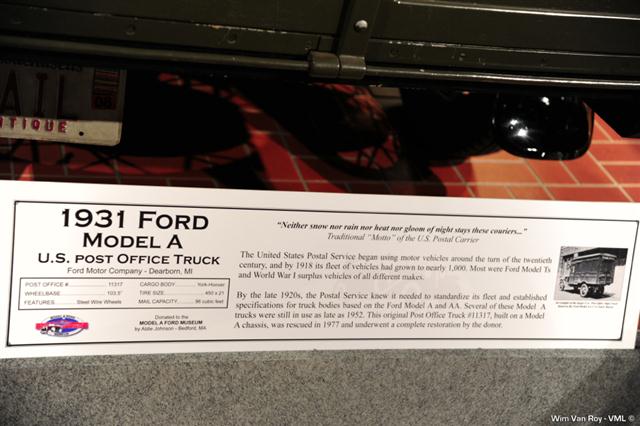 AIL
08
ANTIQUE
1931 FORD
MODEL A
U.S. POST OFFICE TRUCK
Ford Motor Company - Dearborn, MI
POST OFFICE # 11317
WHEELBASE 103.5"
FEATURES Steel Wire Wheels
CARGO BODY York-Hoover
TIRE SIZE 450 x 21
MAIL CAPACITY 96 cubic feet
Donated to the
MODEL A FORD MUSEUM
by Able Johnson - Bedford, MA
"Neither snow nor rain nor heat nor gloom of night stays these couriers..."
Traditional "Motto" of the U.S. Postal Carrier
The United States Postal Service began using motor vehicles around the turn of the twentieth
century, and by 1918 its fleet of vehicles had grown to nearly 1,000. Most were Ford Model Ts
and World War I surplus vehicles of all different makes.
By the late 1920s, the Postal Service knew it needed to standardize its fleet and established
specifications for truck bodies based on the Ford Model A and AA. Several of these Model A
trucks were still in use as late as 1952. This original Post Office Truck #11317, built on a Model
A chassis, was rescued in 1977 and underwent a complete restoration by the donor.
Wim Van Roy - VML ©